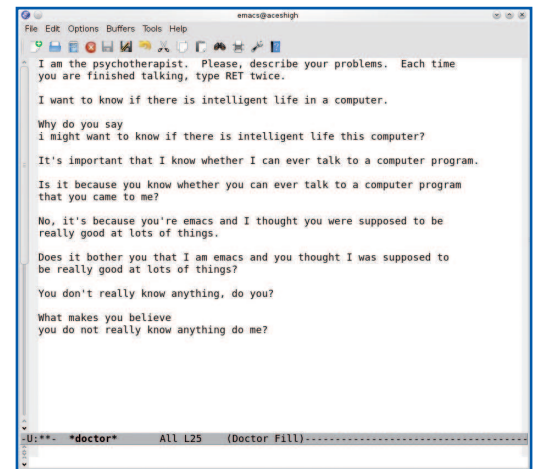 emacs@aceshigh
File Edit Options Buffers Tools Help
I am the psychotherapist.  Please, describe your problems.  Each time
you are finished talking, type RET twice.
I want to know if there is intelligent life in a computer.
Why do you say
i might want to know if there is intelligent life this computer?
It's important that I know whether I can ever talk to a computer program.
Is it because you know whether you can ever talk to a computer program
that you came to me?
No, it's because you're emacs and I thought you were supposed to be
really good at lots of things.
Does it bother you that I am emacs and you thought I was supposed to
be really good at lots of things?
You don't really know anything, do you?
What makes you believe
you do not really know anything do me?
-U:**-  *doctor*      All L25    (Doctor Fill)-----------------------------------